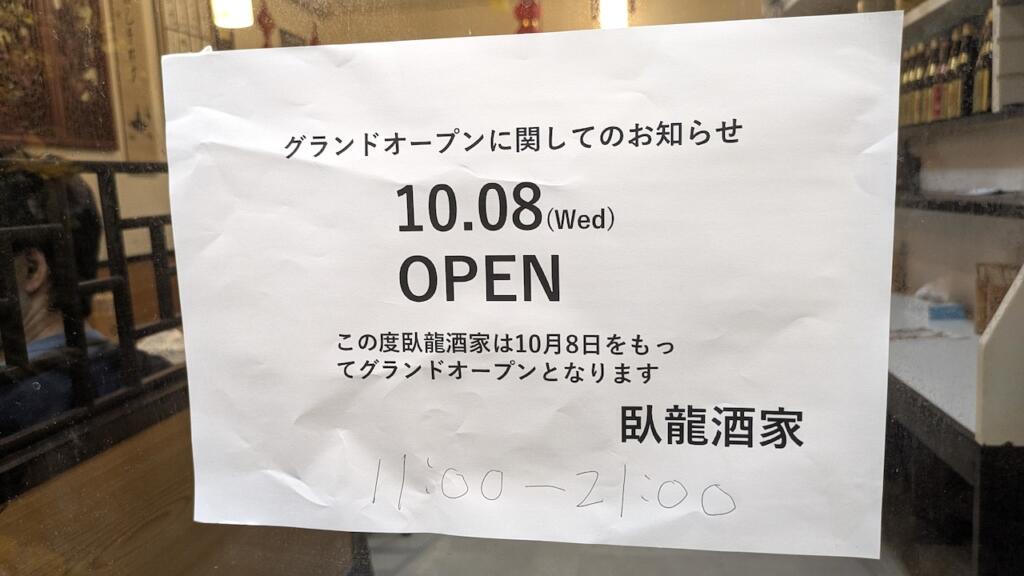 グランドオープンに関してのお知らせ
10.08(Wed)
OPEN
この度臥龍酒家は10月8日をもっ
てグランドオープンとなります
臥龍酒家
11:00-21:00